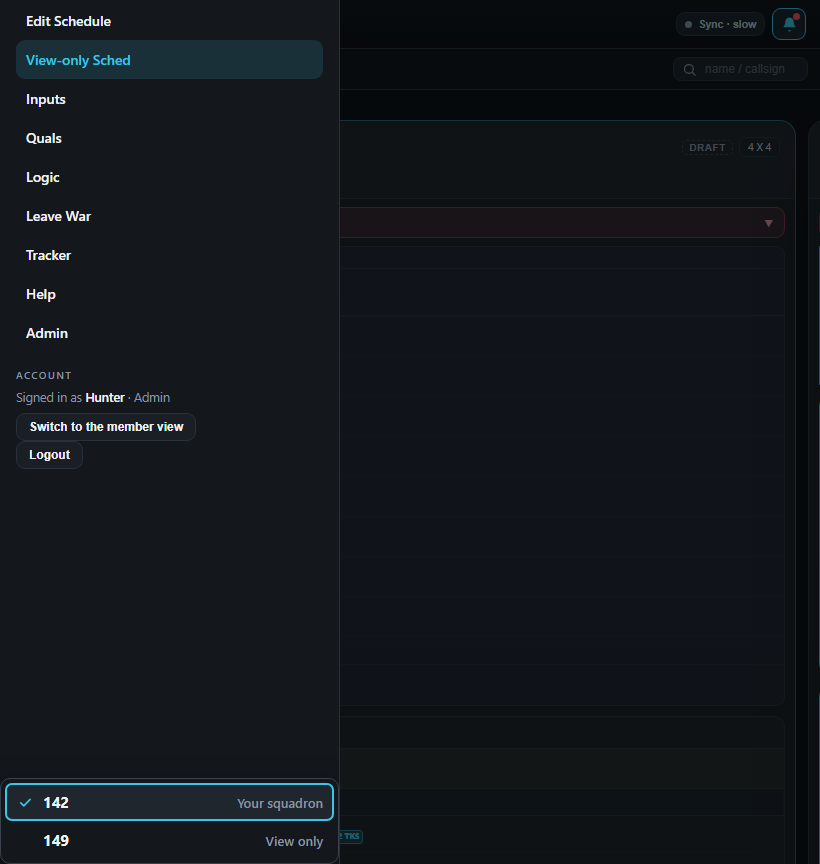 Edit Schedule
Sync · slow
View-only Sched
name / callsign
Inputs
Quals
DRAFT 4 X 4
Logic
Leave War
Tracker
Help
Admin
ACCOUNT
Signed in as Hunter · Admin
Switch to the member view
Logout
142 Your squadron
149 View only
TKS